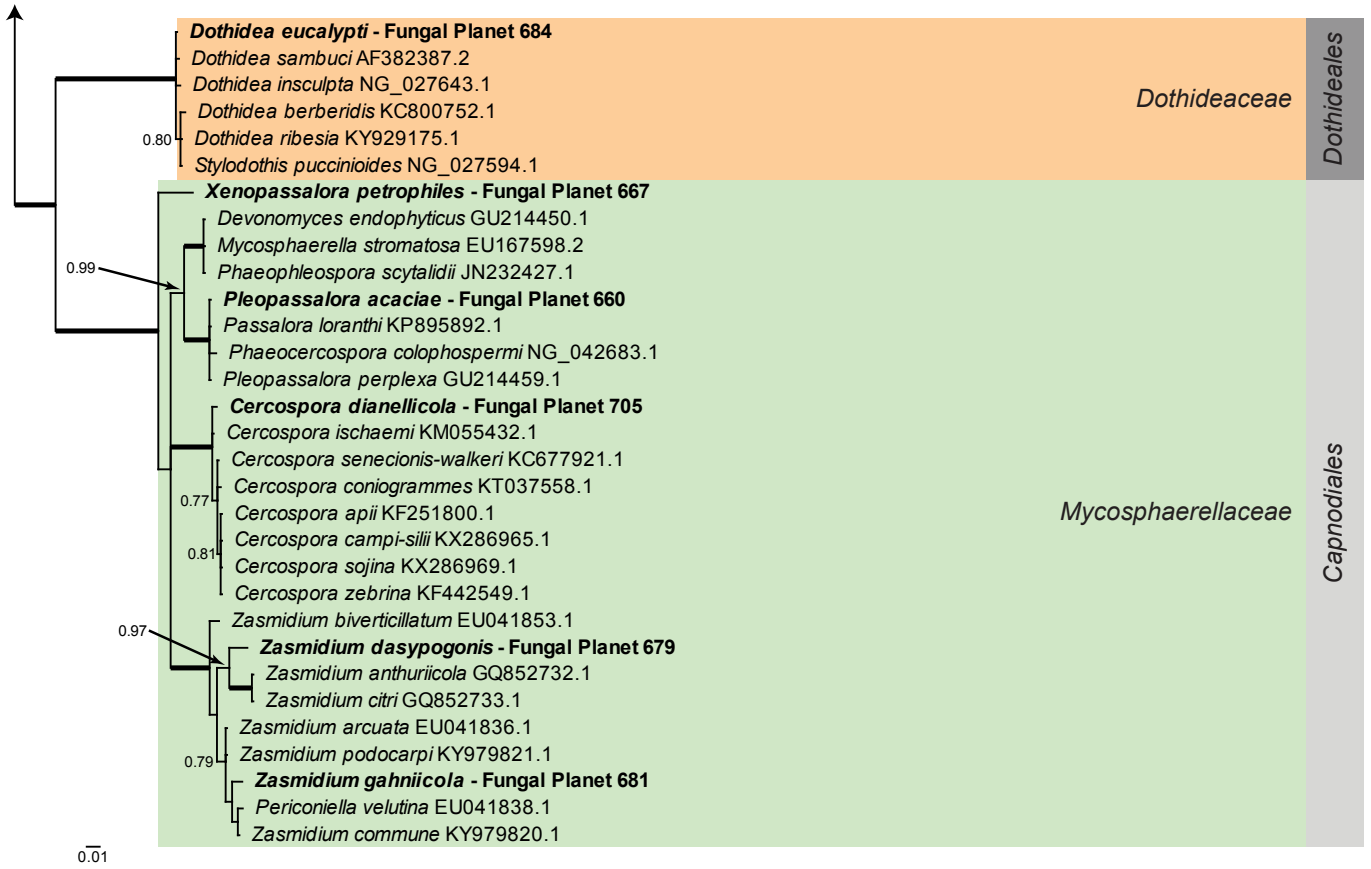 Dothidea eucalypti - Fungal Planet 684
Dothidea sambuci AF382387.2
Dothidea insculpta NG_027643.1
Dothidea berberidis KC800752.1
0.80
Dothidea ribesia KY929175.1
Stylodothis puccinioides NG_027594.1
Dothideaceae
Dothideales
Xenopassalora petrophiles - Fungal Planet 667
Devonomyces endophyticus GU214450.1
Mycosphaerella stromatosa EU167598.2
0.99
Phaeophleospora scytalidii JN232427.1
Pleopassalora acaciae - Fungal Planet 660
Passalora loranthi KP895892.1
Phaeocercospora colophospermi NG_042683.1
Pleopassalora perplexa GU214459.1
Cercospora dianellicola - Fungal Planet 705
Cercospora ischaemi KM055432.1
Cercospora senecionis-walkeri KC677921.1
Cercospora coniogrammes KT037558.1
0.77
Cercospora apii KF251800.1
Cercospora campi-silii KX286965.1
0.81
Cercospora sojina KX286969.1
Cercospora zebrina KF442549.1
Mycosphaerellaceae
Capnodiales
Zasmidium biverticillatum EU041853.1
0.97
Zasmidium dasypogonis - Fungal Planet 679
Zasmidium anthuriicola GQ852732.1
Zasmidium citri GQ852733.1
Zasmidium arcuata EU041836.1
Zasmidium podocarpi KY979821.1
0.79
Zasmidium gahniicola - Fungal Planet 681
Periconiella velutina EU041838.1
Zasmidium commune KY979820.1
0.01